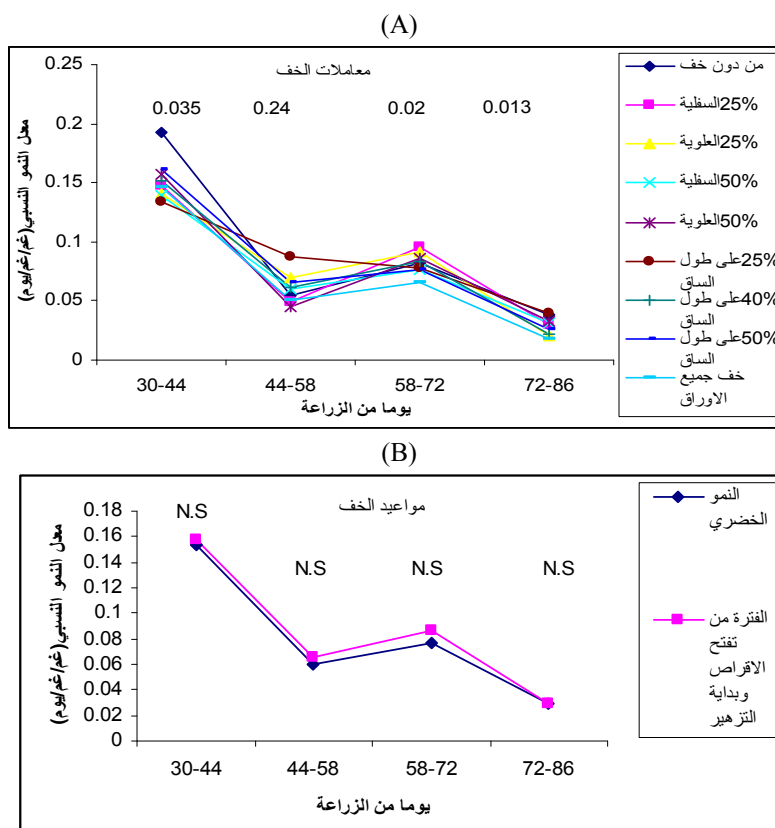 (A)
معاملات الخف
0.035 0.24 0.02 0.013
0.25
0.2
0.15
0.1
0.05
0
معدل النمو النسبي(غم/غم/يوم)
30-44 44-58 58-72 72-86
يوما من الزراعة
من دون خف
25%السفلية
25%العلوية
50%السفلية
50%العلوية
25%على طول
الساق
40%على طول
الساق
50%على طول
الساق
خف جميع
الاوراق
(B)
مواعيد الخف
N.S N.S N.S N.S
0.18
0.16
0.14
0.12
0.1
0.08
0.06
0.04
0.02
0
معدل النمو النسبي(غم/غم/يوم)
30-44 44-58 58-72 72-86
يوما من الزراعة
النمو
الخضري
الفترة من
تفتح
الاقراص
وبداية
التزهير